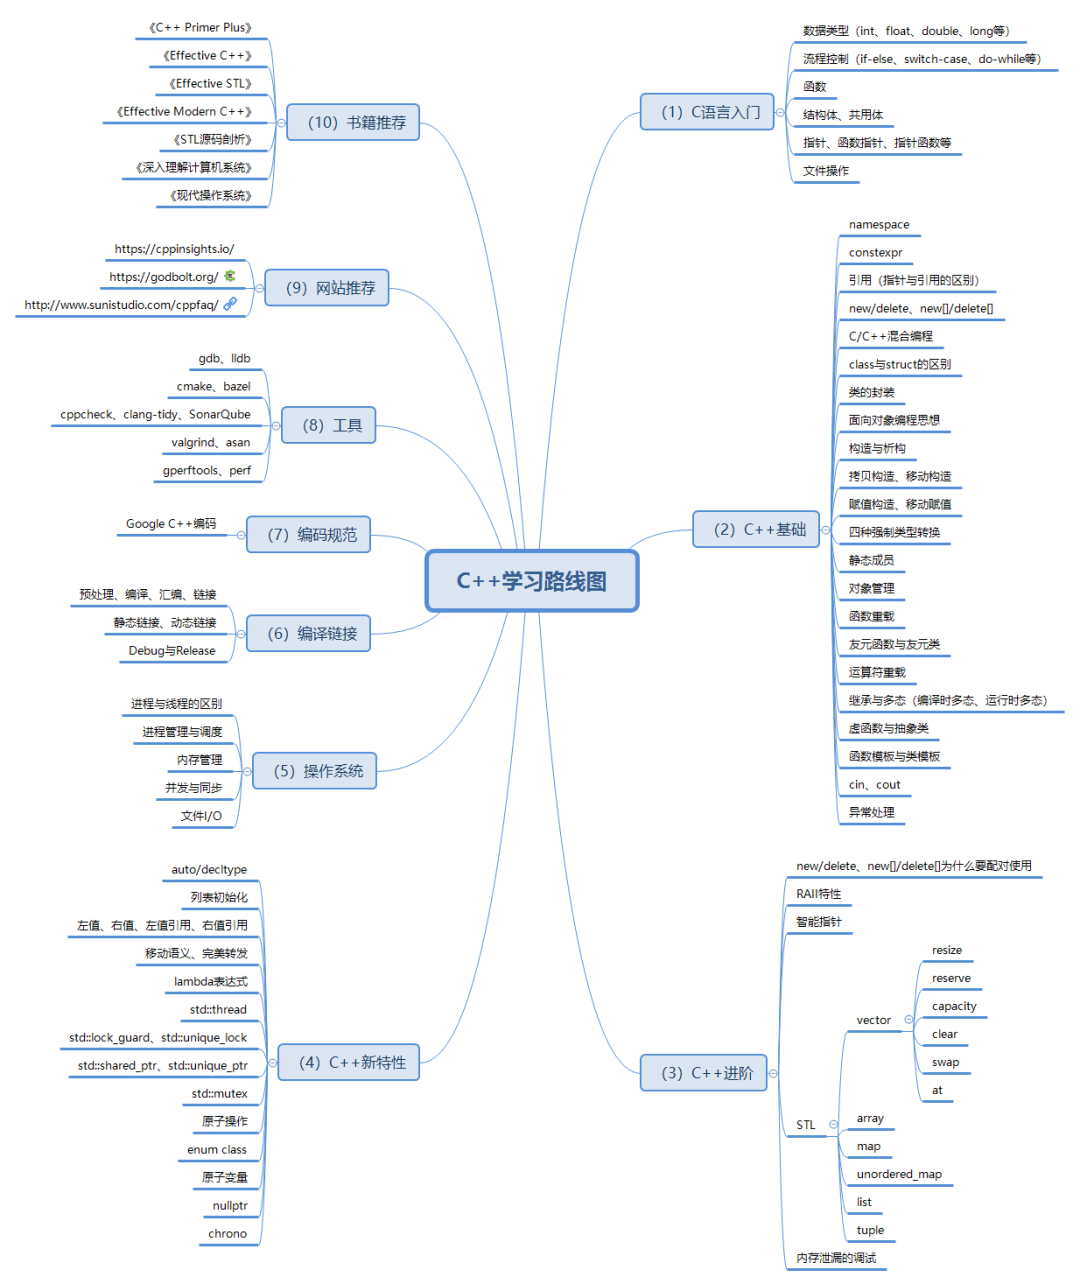 C++学习路线图
（1）C语言入门
数据类型（int、float、double、long等）
流程控制（if-else、switch-case、do-while等）
函数
结构体、共用体
指针、函数指针、指针函数等
文件操作
（2）C++基础
namespace
constexpr
引用（指针与引用的区别）
new/delete、new[]/delete[]
C/C++混合编程
class与struct的区别
类的封装
面向对象编程思想
构造与析构
拷贝构造、移动构造
赋值构造、移动赋值
四种强制类型转换
静态成员
对象管理
函数重载
友元函数与友元类
运算符重载
继承与多态（编译时多态、运行时多态）
虚函数与抽象类
函数模板与类模板
cin、cout
异常处理
（3）C++进阶
new/delete、new[]/delete[]为什么要配对使用
RAII特性
智能指针
STL
vector
resize
reserve
capacity
clear
swap
at
array
map
unordered_map
list
tuple
内存泄漏的调试
（4）C++新特性
auto/decltype
列表初始化
左值、右值、左值引用、右值引用
移动语义、完美转发
lambda表达式
std::thread
std::lock_guard、std::unique_lock
std::shared_ptr、std::unique_ptr
std::mutex
原子操作
enum class
原子变量
nullptr
chrono
（5）操作系统
进程与线程的区别
进程管理与调度
内存管理
并发与同步
文件I/O
（6）编译链接
预处理、编译、汇编、链接
静态链接、动态链接
Debug与Release
（7）编码规范
Google C++编码
（8）工具
gdb、lldb
cmake、bazel
cppcheck、clang-tidy、SonarQube
valgrind、asan
gperftools、perf
（9）网站推荐
https://cppinsights.io/
https://godbolt.org/
http://www.sunistudio.com/cppfaq/
（10）书籍推荐
《C++ Primer Plus》
《Effective C++》
《Effective STL》
《Effective Modern C++》
《STL源码剖析》
《深入理解计算机系统》
《现代操作系统》